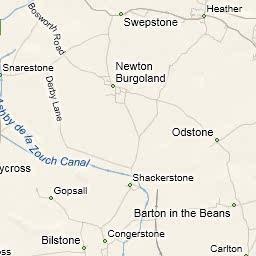 Swepstone
Heather
Bosworth Road
Newton
Burgoland
Snarestone
Derby Lane
Ashby de la Zouch Canal
Odstone
ycross
Shackerstone
Gopsall
Barton in the Beans
Congerstone
Bilstone
Carlton